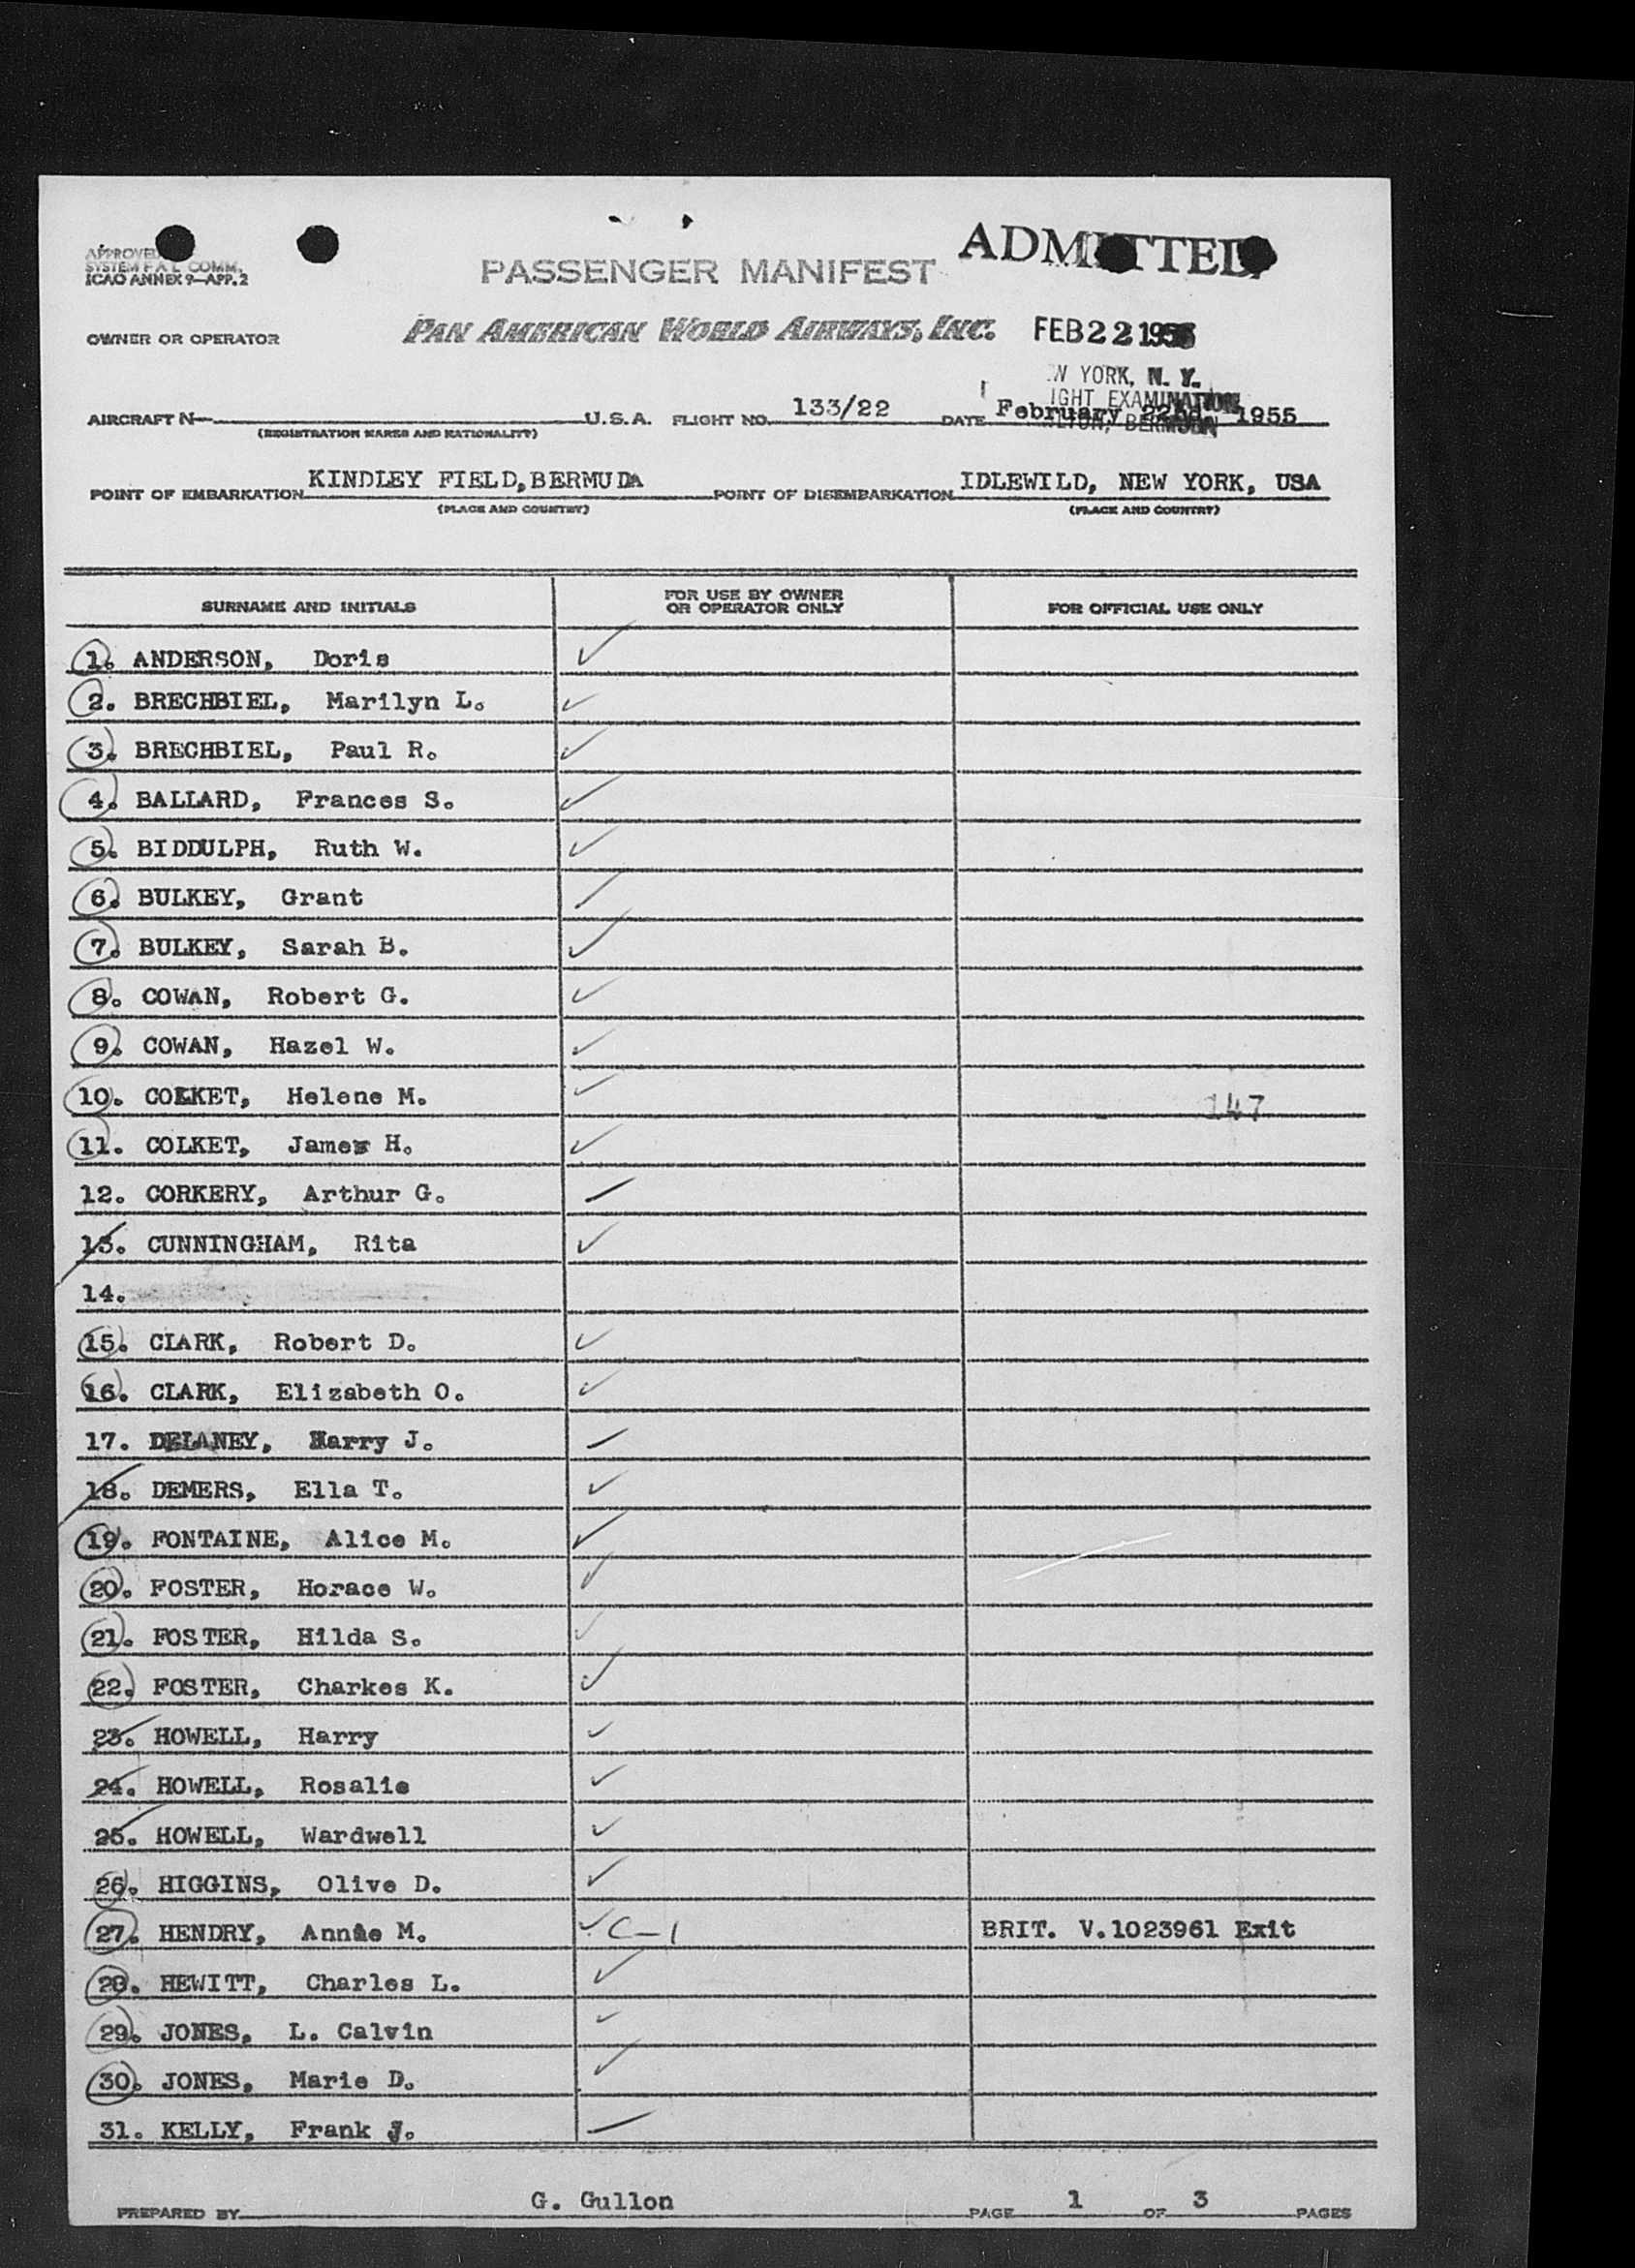 APPROVED
SYSTEM F A L COMM.
ICAO ANNEX 9—APP. 2
PASSENGER MANIFEST
ADMITTED
OWNER OR OPERATOR
PAN AMERICAN WORLD AIRWAYS, INC.
FEB 22 1955
W YORK, N. Y.
IGHT EXAMINATION
AIRCRAFT N— U.S.A. FLIGHT NO. 133/22 DATE February 22nd, 1955
(REGISTRATION MARKS AND NATIONALITY)
POINT OF EMBARKATION KINDLEY FIELD, BERMUDA POINT OF DISEMBARKATION IDLEWILD, NEW YORK, USA
(PLACE AND COUNTRY) (PLACE AND COUNTRY)
SURNAME AND INITIALS
FOR USE BY OWNER
OR OPERATOR ONLY
FOR OFFICIAL USE ONLY
1. ANDERSON, Doris
2. BRECHBIEL, Marilyn L.
3. BRECHBIEL, Paul R.
4. BALLARD, Frances S.
5. BIDDULPH, Ruth W.
6. BULKEY, Grant
7. BULKEY, Sarah B.
8. COWAN, Robert G.
9. COWAN, Hazel W.
10. COLKET, Helene M. 147
11. COLKET, James H.
12. CORKERY, Arthur G.
13. CUNNINGHAM, Rita
14.
15. CLARK, Robert D.
16. CLARK, Elizabeth O.
17. DELANEY, Harry J.
18. DEMERS, Ella T.
19. FONTAINE, Alice M.
20. FOSTER, Horace W.
21. FOSTER, Hilda S.
22. FOSTER, Charkes K.
23. HOWELL, Harry
24. HOWELL, Rosalie
25. HOWELL, Wardwell
26. HIGGINS, Olive D.
27. HENDRY, Annie M. C-1 BRIT. V.1023961 Exit
28. HEWITT, Charles L.
29. JONES, L. Calvin
30. JONES, Marie D.
31. KELLY, Frank J.
PREPARED BY G. Gullon PAGE 1 OF 3 PAGES